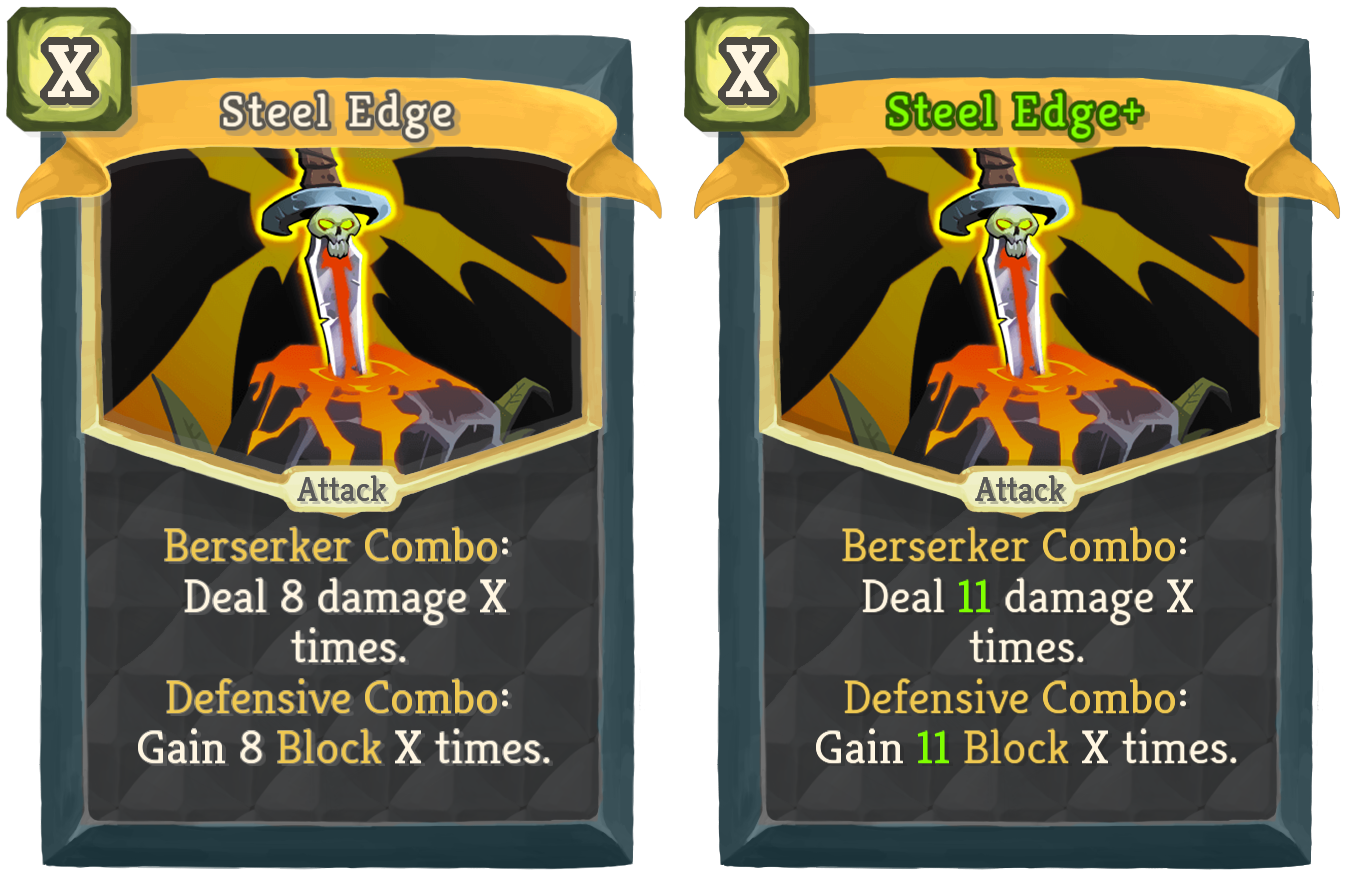 X
Steel Edge
Attack
Berserker Combo:
Deal 8 damage X
times.
Defensive Combo:
Gain 8 Block X times.
X
Steel Edge+
Attack
Berserker Combo:
Deal 11 damage X
times.
Defensive Combo:
Gain 11 Block X times.